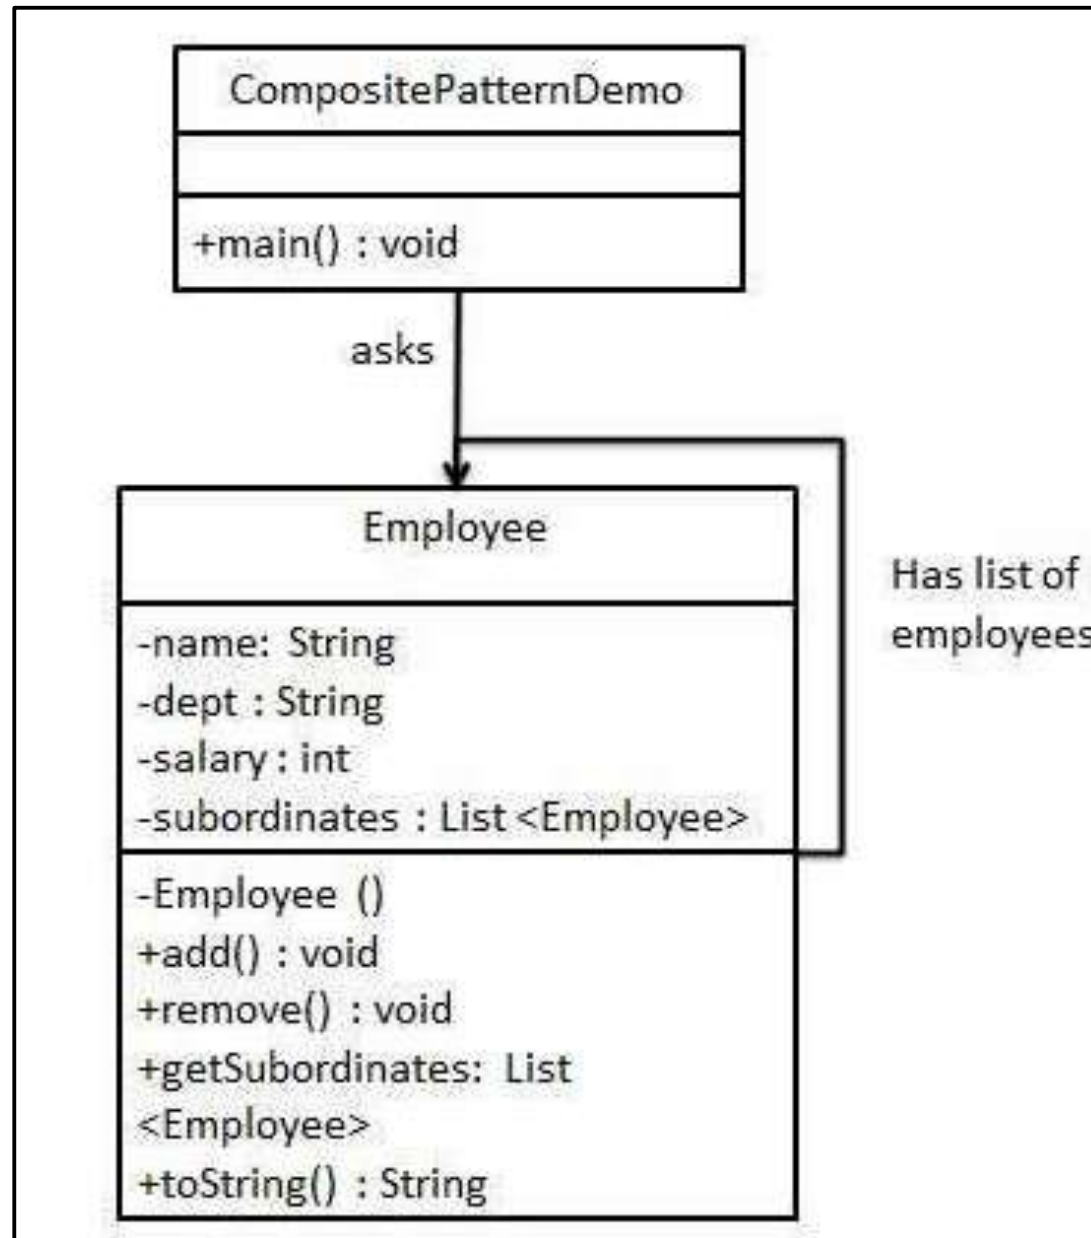 CompositePatternDemo
+main() : void
asks
Employee
Has list of
employees
-name: String
-dept : String
-salary : int
-subordinates : List <Employee>
-Employee ()
+add() : void
+remove() : void
+getSubordinates: List
<Employee>
+toString() : String